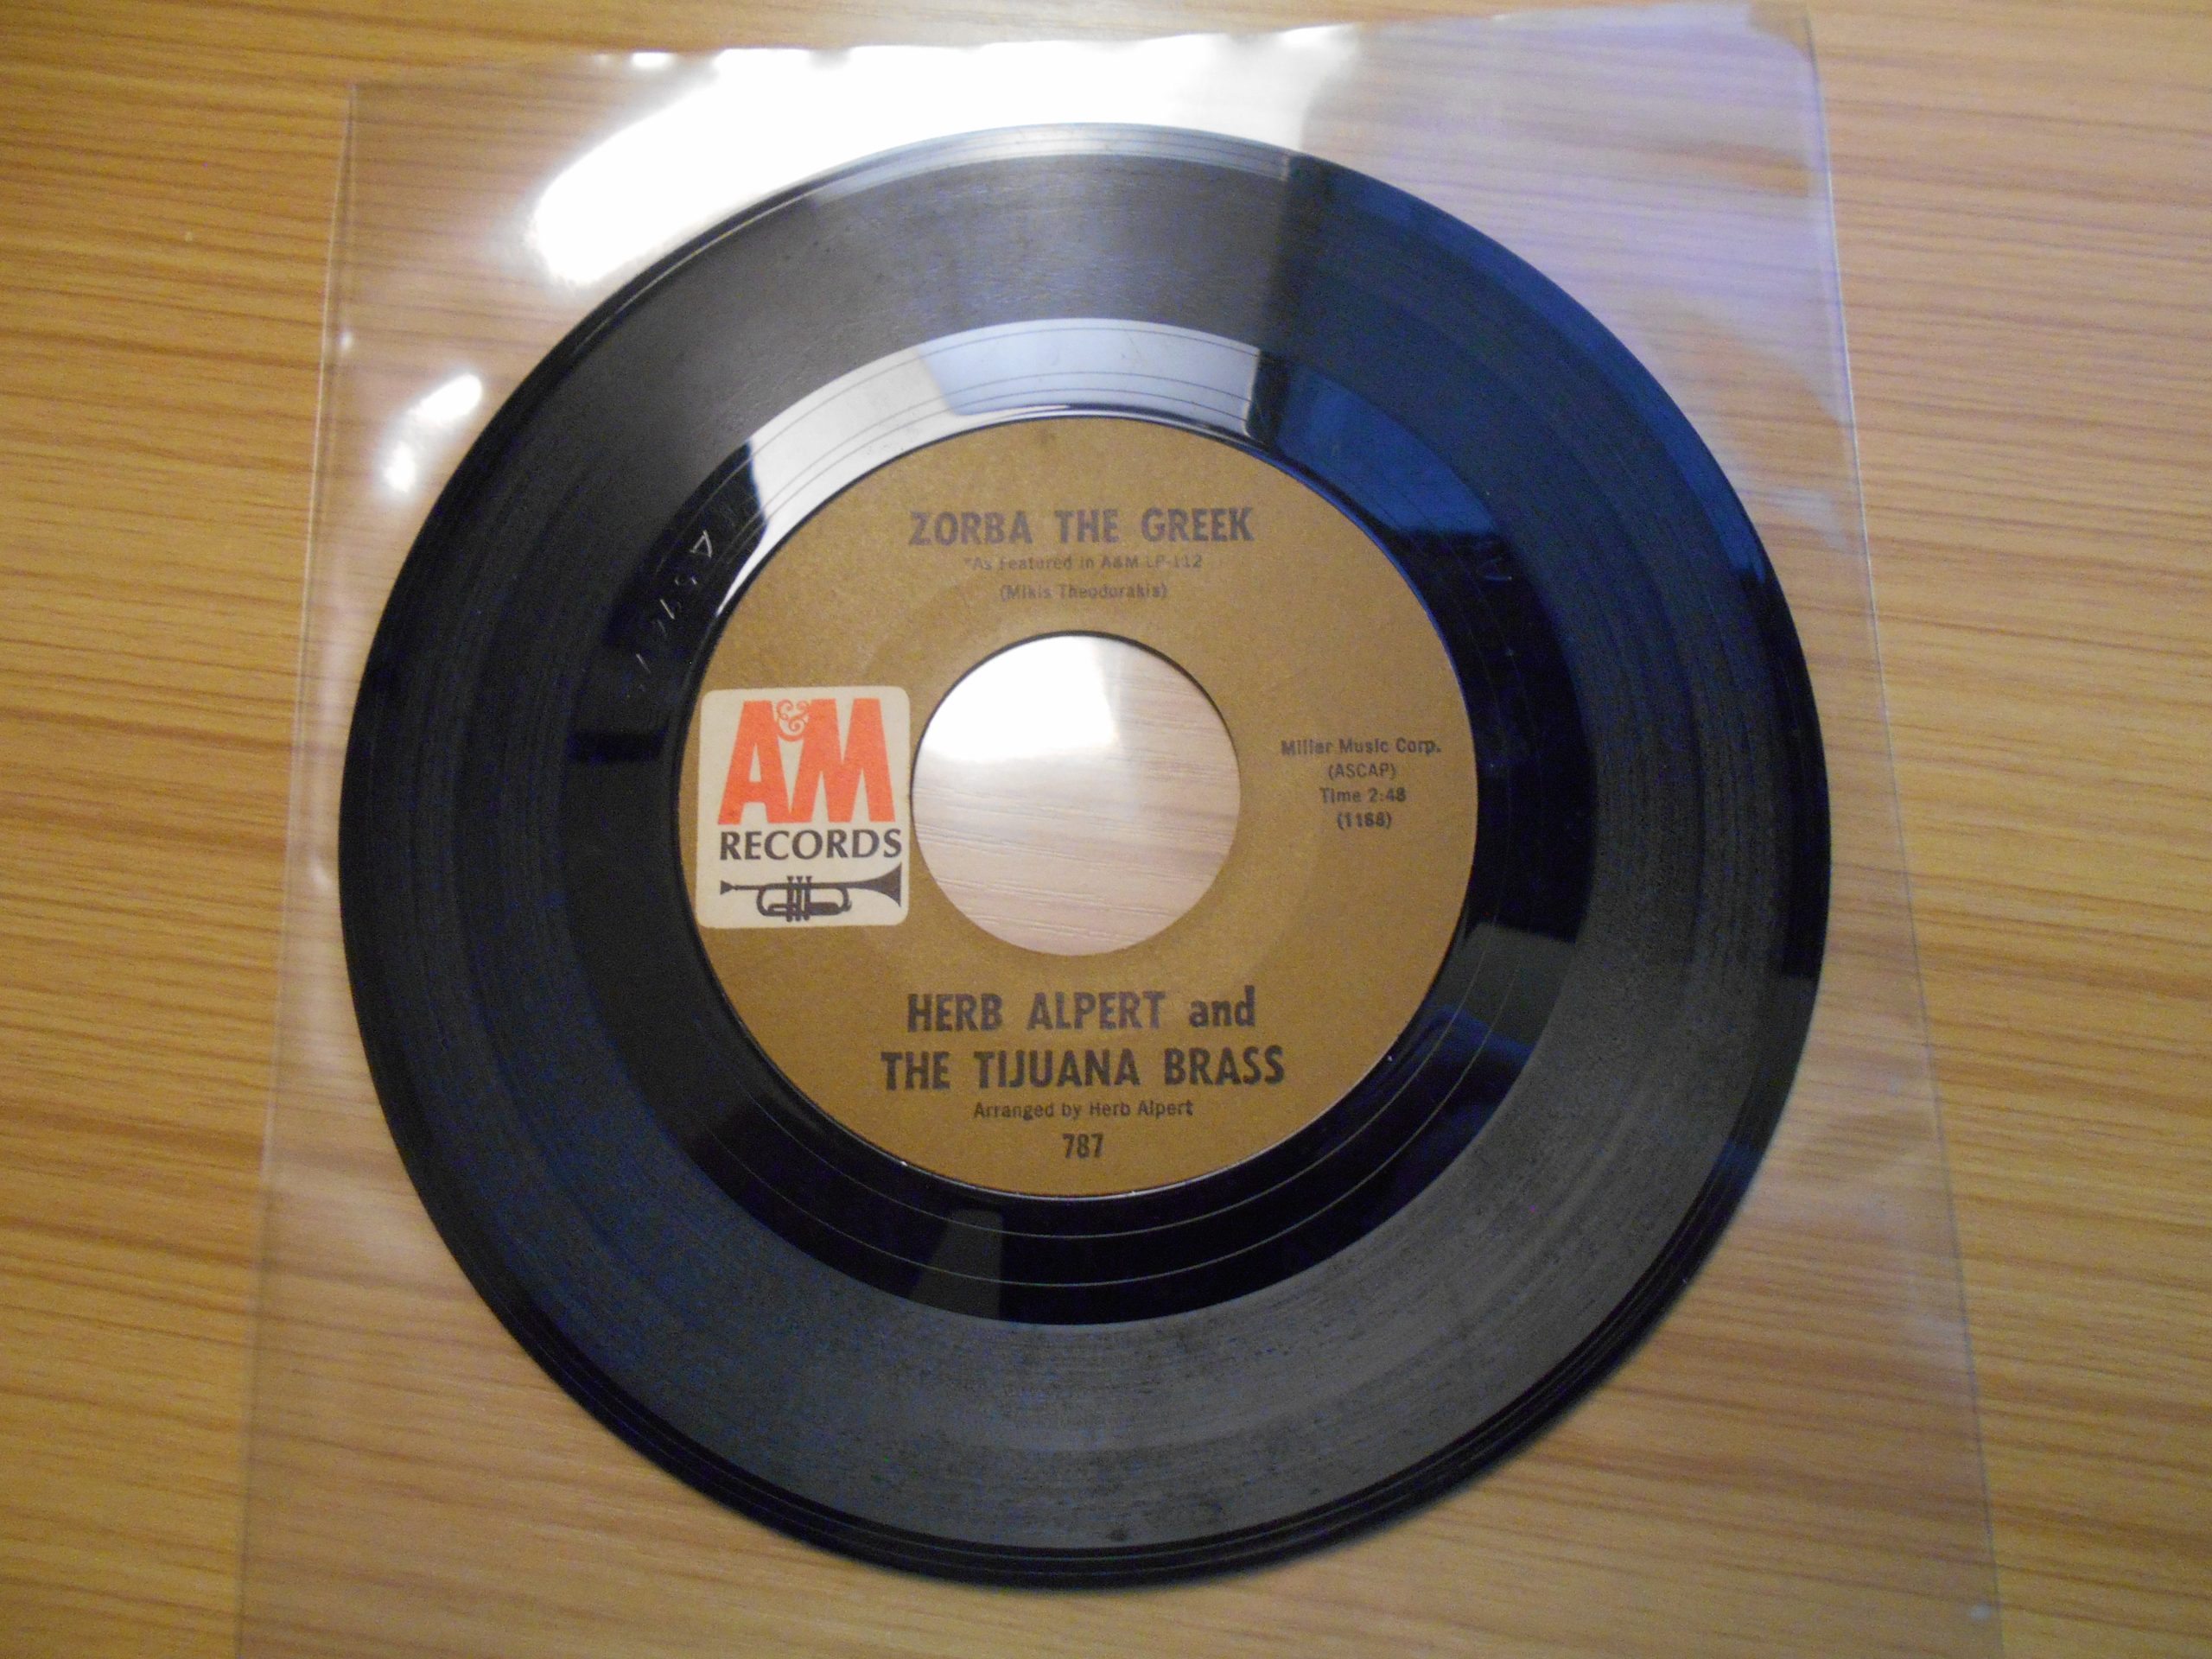 ZORBA THE GREEK
"As Featured in A&M LP-112
(Mikis Theodorakis)
A&M
RECORDS
Miller Music Corp.
(ASCAP)
Time 2:48
(1188)
HERB ALPERT and
THE TIJUANA BRASS
Arranged by Herb Alpert
787